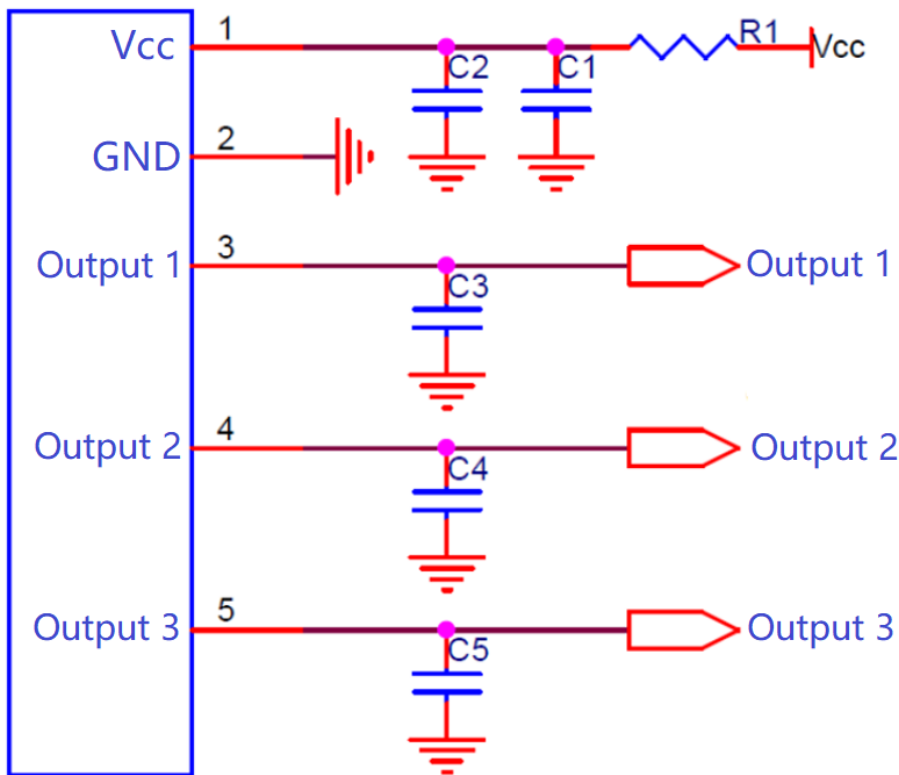 Vcc 1 C2 C1 R1 Vcc
GND 2
Output 1 3 C3 Output 1
Output 2 4 C4 Output 2
Output 3 5 C5 Output 3